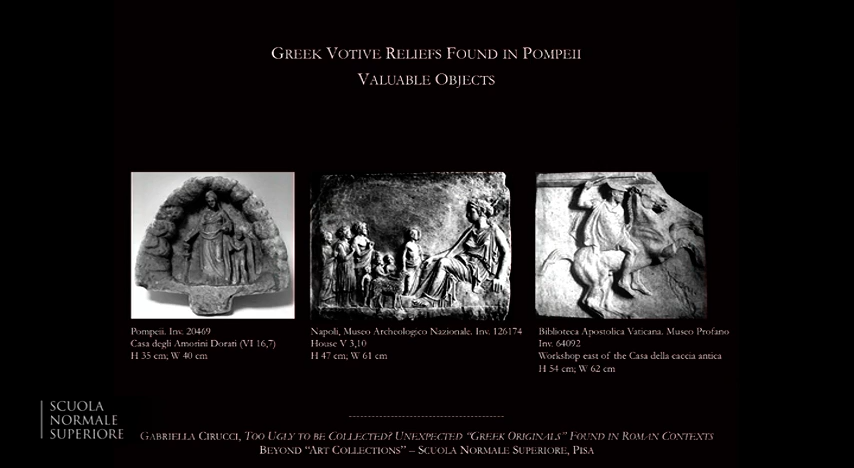 GREEK VOTIVE RELIEFS FOUND IN POMPEII
VALUABLE OBJECTS
Pompeii. Inv. 20469
Casa degli Amorini Dorati (VI 16,7)
H 35 cm; W 40 cm
Napoli, Museo Archeologico Nazionale. Inv. 126174
House V 3,10
H 47 cm; W 61 cm
Biblioteca Apostolica Vaticana. Museo Profano
Inv. 64092
Workshop east of the Casa della caccia antica
H 54 cm; W 62 cm
SCUOLA
NORMALE
SUPERIORE
GABRIELLA CIRUCCI, TOO UGLY TO BE COLLECTED? UNEXPECTED “GREEK ORIGINALS” FOUND IN ROMAN CONTEXTS
BEYOND “ART COLLECTIONS” – SCUOLA NORMALE SUPERIORE, PISA